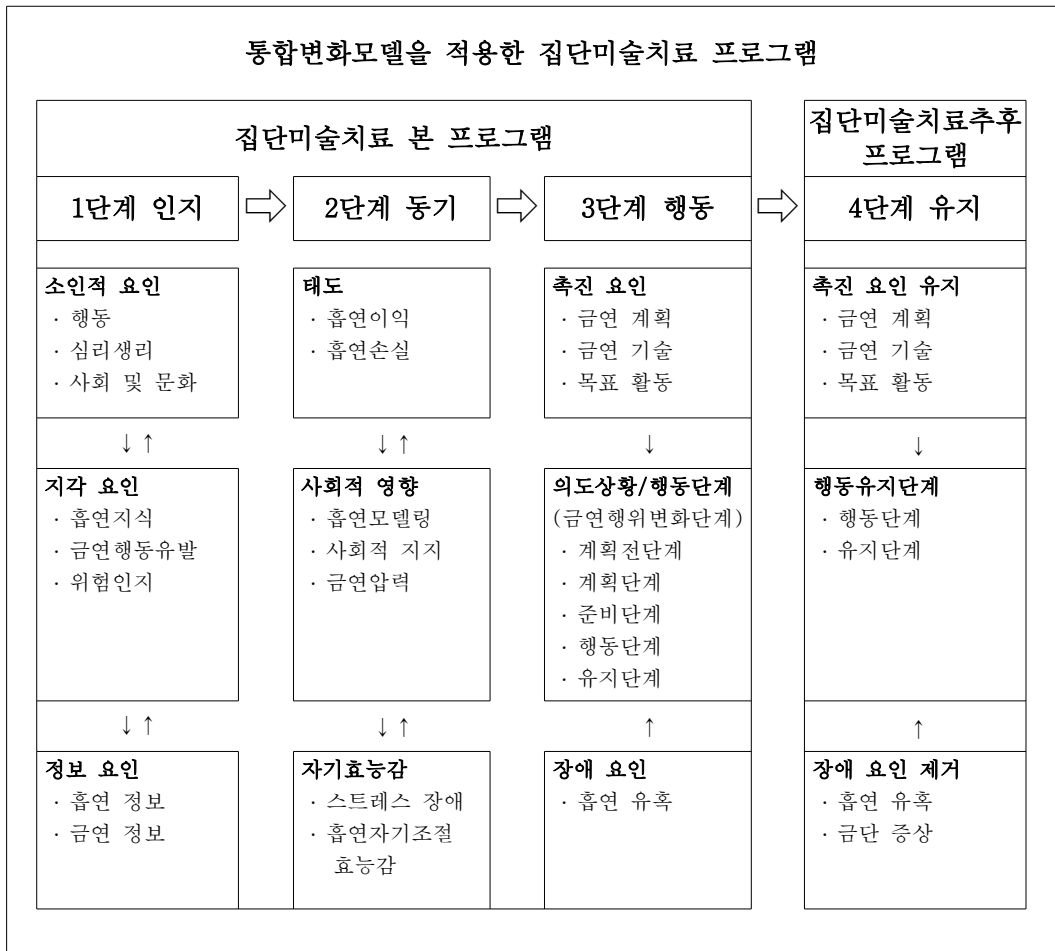 통합변화모델을 적용한 집단미술치료 프로그램
집단미술치료 본 프로그램
집단미술치료추후
프로그램
1단계 인지
⇨
2단계 동기
⇨
3단계 행동
⇨
4단계 유지
소인적 요인
· 행동
· 심리생리
· 사회 및 문화
↓↑
지각 요인
· 흡연지식
· 금연행동유발
· 위험인지
↓↑
정보 요인
· 흡연 정보
· 금연 정보
태도
· 흡연이익
· 흡연손실
↓↑
사회적 영향
· 흡연모델링
· 사회적 지지
· 금연압력
↓↑
자기효능감
· 스트레스 장애
· 흡연자기조절
효능감
촉진 요인
· 금연 계획
· 금연 기술
· 목표 활동
↓
의도상황/행동단계
(금연행위변화단계)
· 계획전단계
· 계획단계
· 준비단계
· 행동단계
· 유지단계
↑
장애 요인
· 흡연 유혹
촉진 요인 유지
· 금연 계획
· 금연 기술
· 목표 활동
↓
행동유지단계
· 행동단계
· 유지단계
↑
장애 요인 제거
· 흡연 유혹
· 금단 증상